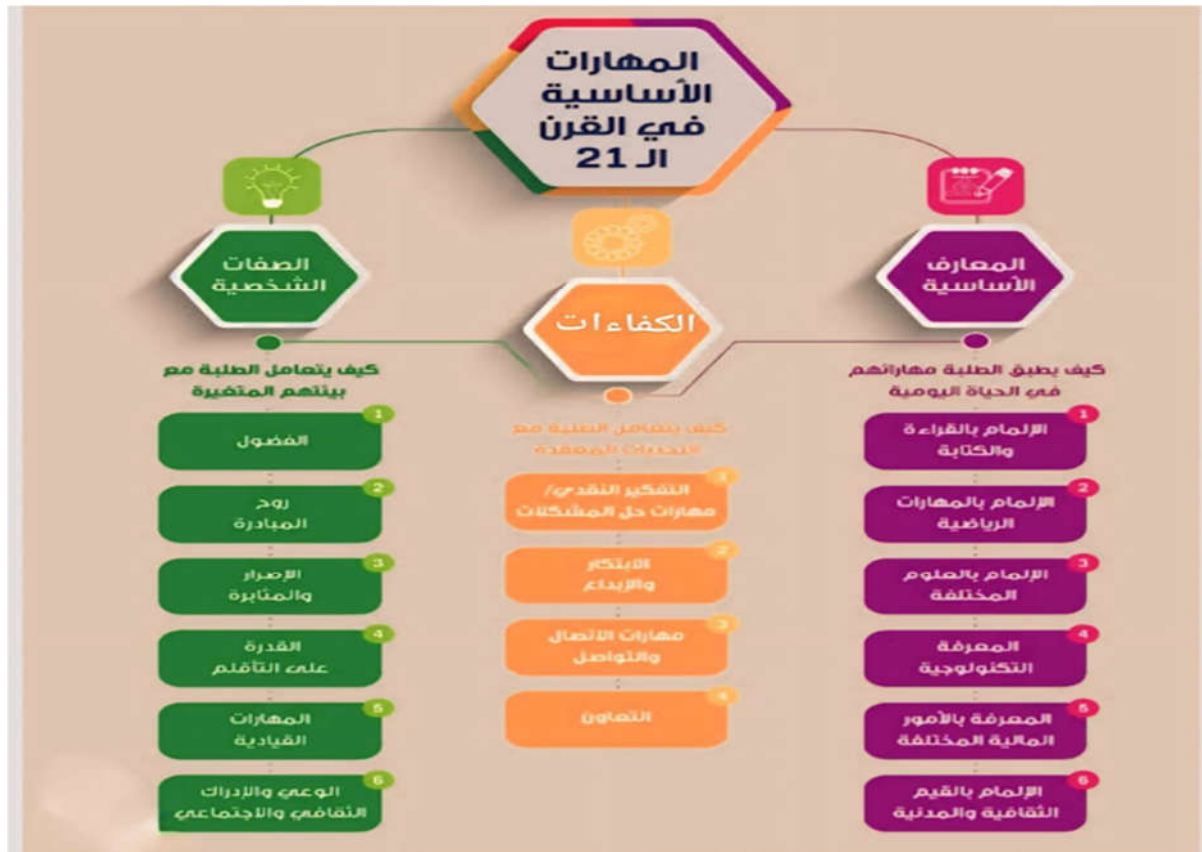 المهارات
الأساسية
في القرن
الـ 21
المعارف
الأساسية
كيف يطبق الطلبة مهاراتهم
في الحياة اليومية
1
الإلمام بالقراءة
والكتابة
2
الإلمام بالمهارات
الرياضية
3
الإلمام بالعلوم
المختلفة
4
المعرفة
التكنولوجية
5
المعرفة بالأمور
المالية المختلفة
6
الإلمام بالقيم
الثقافية والمدنية
الكفاءات
كيف يتعامل الطلبة مع
التحديات المعقدة
1
التفكير النقدي/
مهارات حل المشكلات
2
الابتكار
والإبداع
3
مهارات الاتصال
والتواصل
4
التعاون
الصفات
الشخصية
كيف يتعامل الطلبة مع
بيئتهم المتغيرة
1
الفضول
2
روح
المبادرة
3
الإصرار
والمثابرة
4
القدرة
على التأقلم
5
المهارات
القيادية
6
الوعي والإدراك
الثقافي والاجتماعي